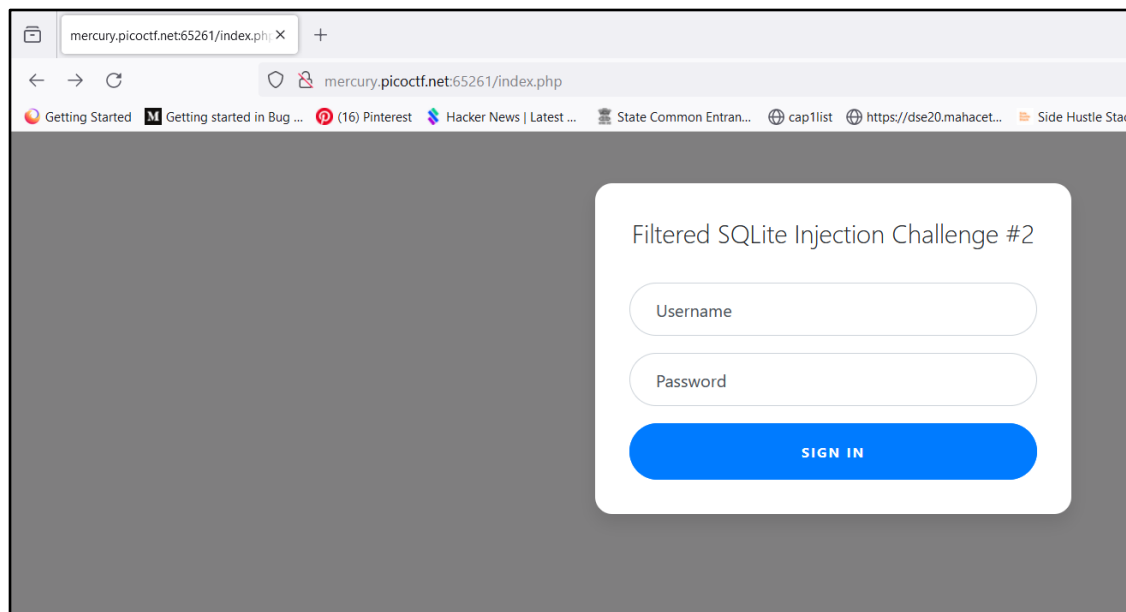 mercury.picoctf.net:65261/index.ph
mercury.picoctf.net:65261/index.php
Getting Started M Getting started in Bug ... (16) Pinterest Hacker News | Latest ... State Common Entran... cap1list https://dse20.mahacet... Side Hustle Stac
Filtered SQLite Injection Challenge #2
Username
Password
SIGN IN